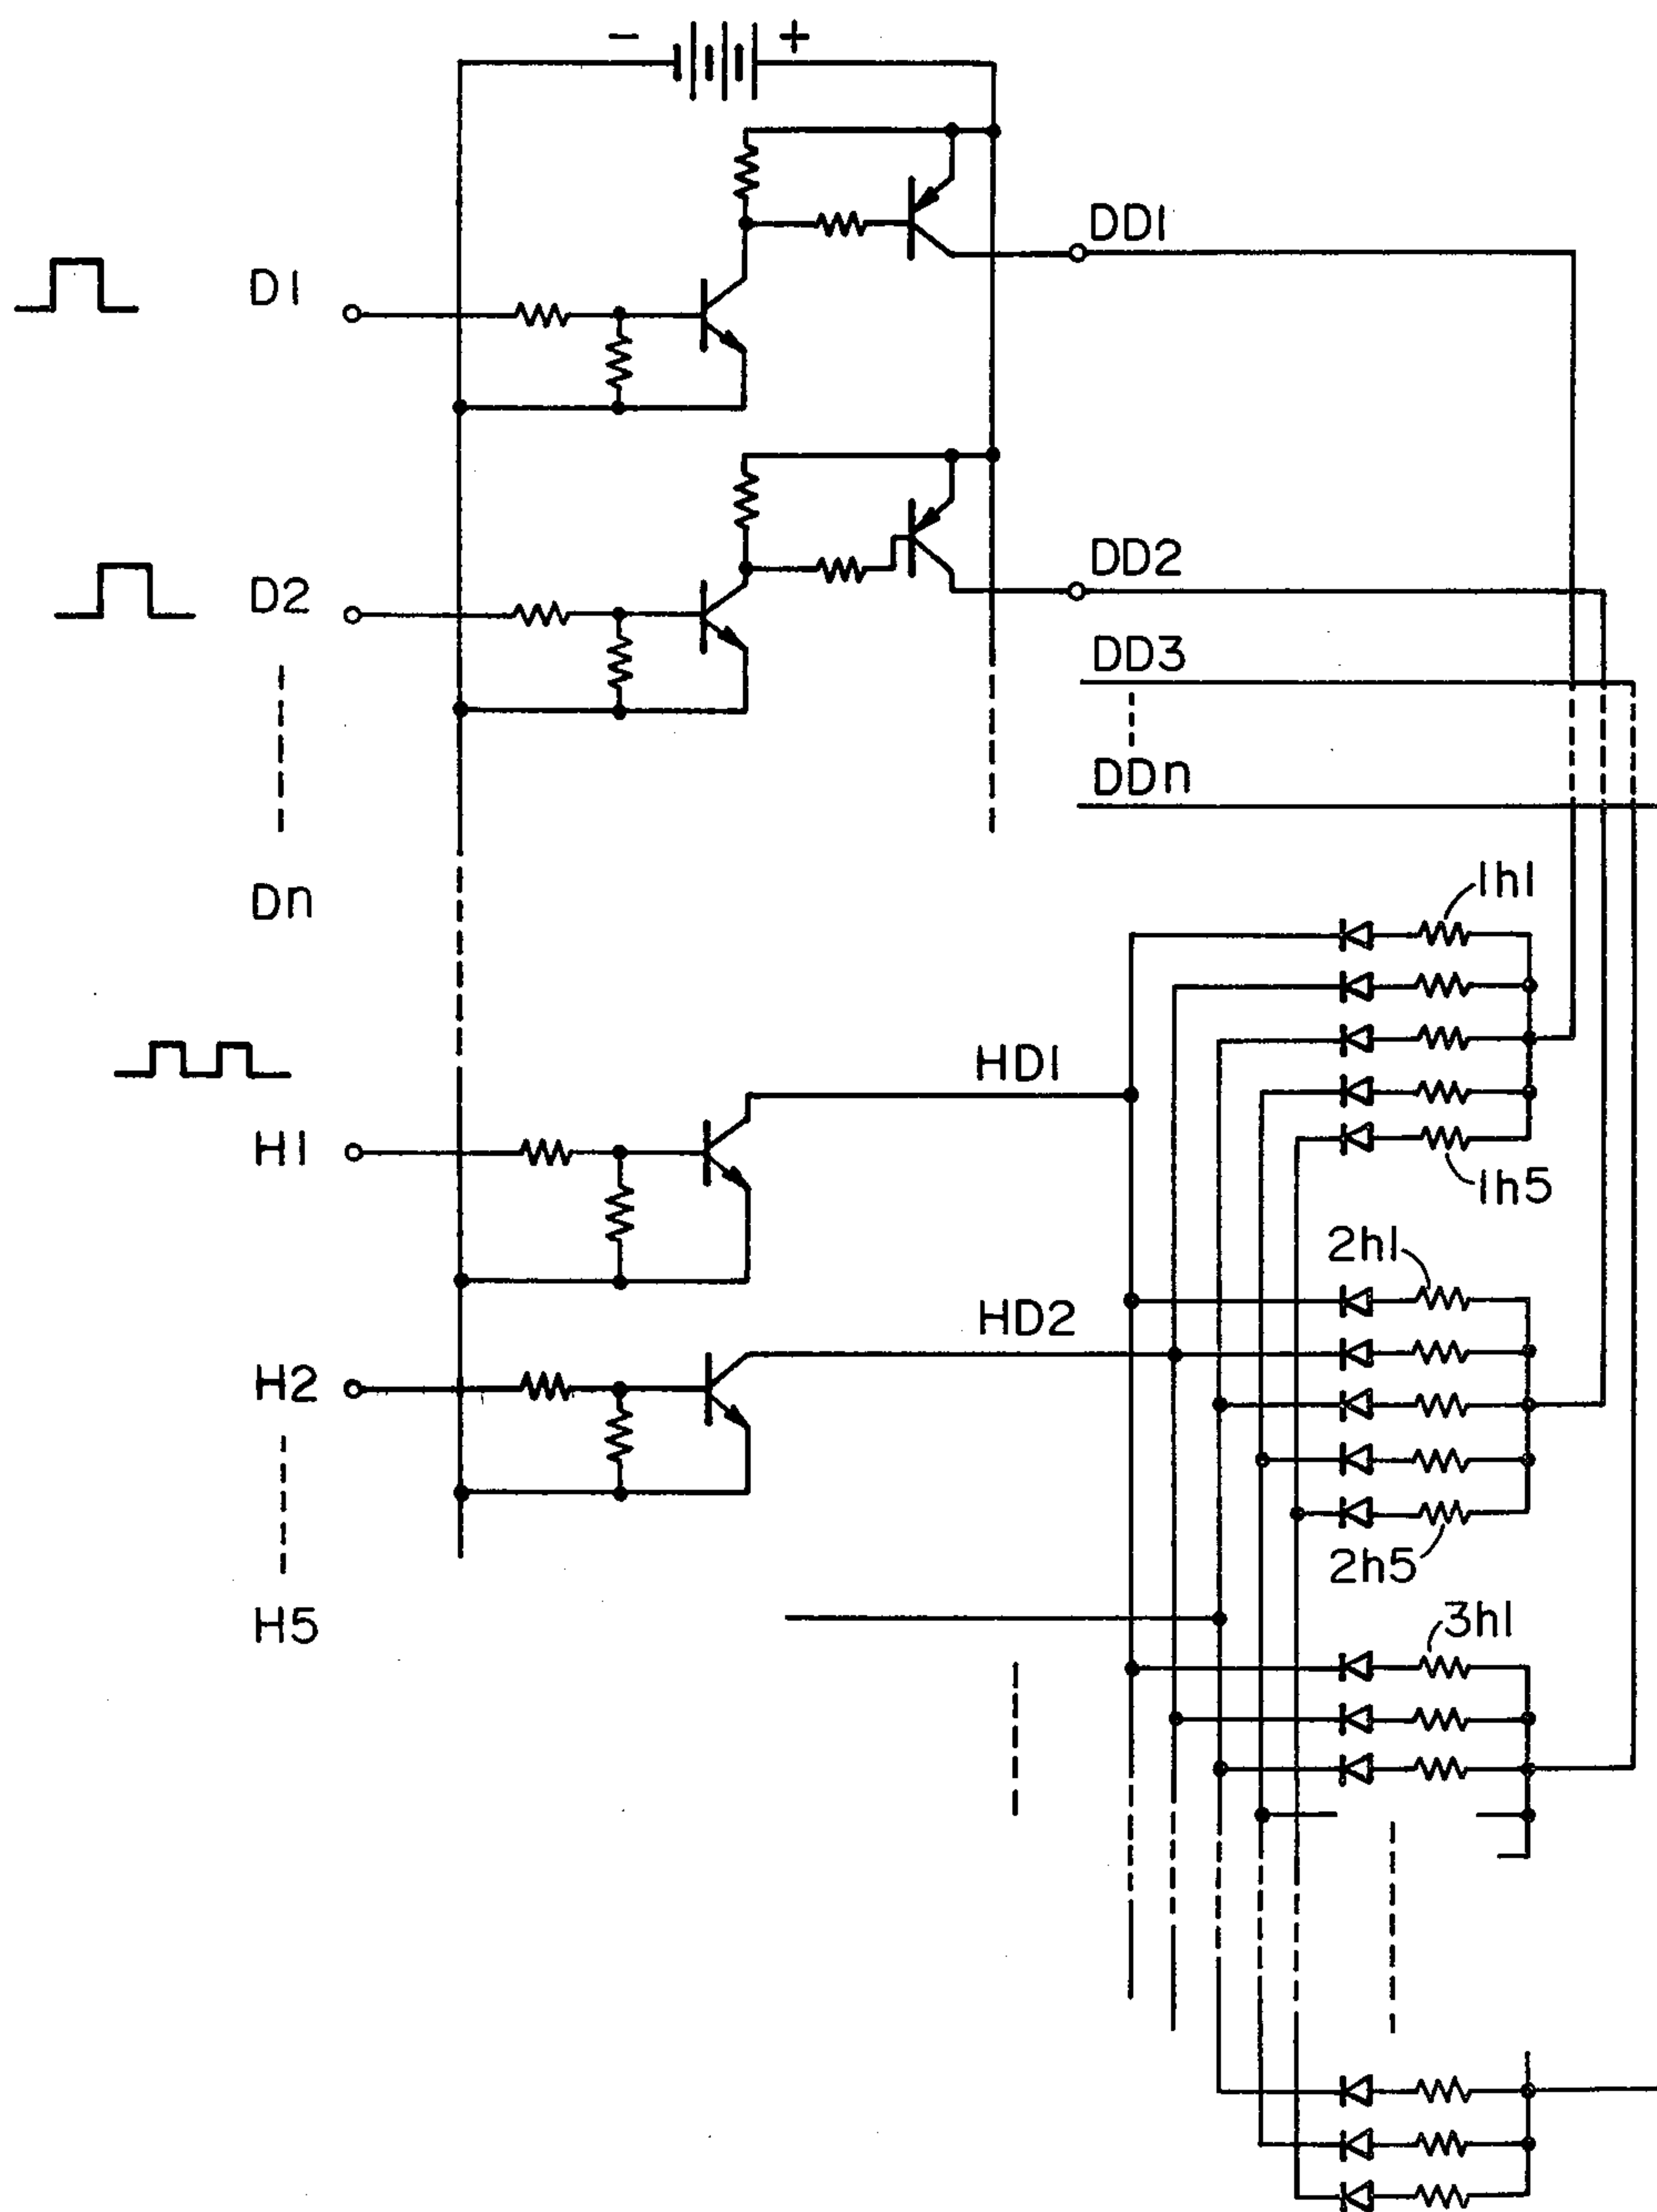 - +
DD1
D1
DD2
D2
DD3
DDn
1h1
Dn
HD1
H1
1h5
2h1
HD2
H2
2h5
3h1
H5